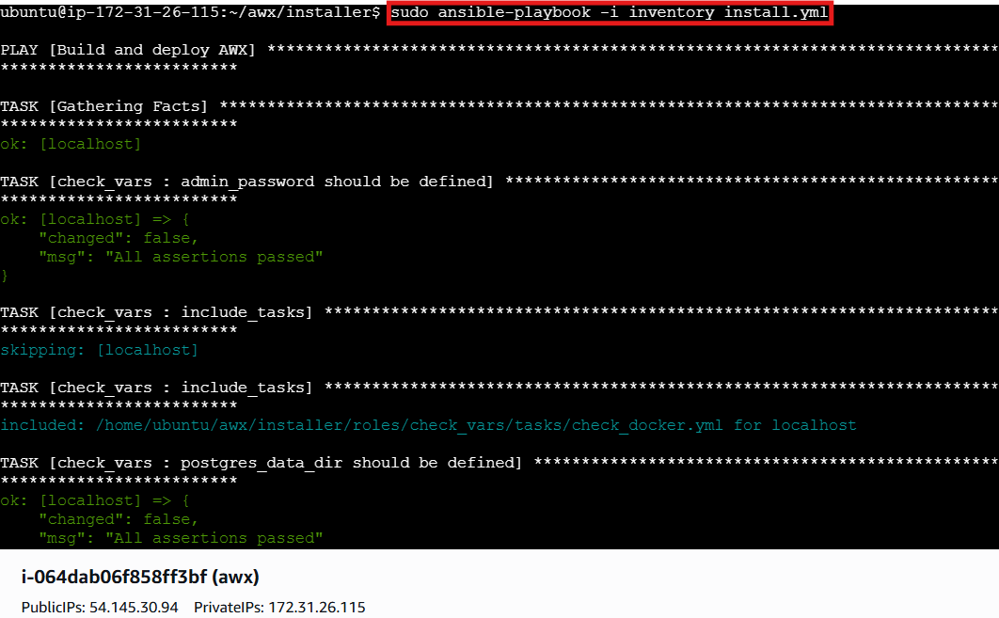 ubuntu@ip-172-31-26-115:~/awx/installer$ sudo ansible-playbook -i inventory install.yml
PLAY [Build and deploy AWX] *****************************************************************************
*************************
TASK [Gathering Facts] **********************************************************************************
*************************
ok: [localhost]
TASK [check_vars : admin_password should be defined] ****************************************************
*************************
ok: [localhost] => {
    "changed": false,
    "msg": "All assertions passed"
}
TASK [check_vars : include_tasks] ***********************************************************************
*************************
skipping: [localhost]
TASK [check_vars : include_tasks] ***********************************************************************
*************************
included: /home/ubuntu/awx/installer/roles/check_vars/tasks/check_docker.yml for localhost
TASK [check_vars : postgres_data_dir should be defined] *************************************************
*************************
ok: [localhost] => {
    "changed": false,
    "msg": "All assertions passed"
i-064dab06f858ff3bf (awx)
PublicIPs: 54.145.30.94 PrivateIPs: 172.31.26.115